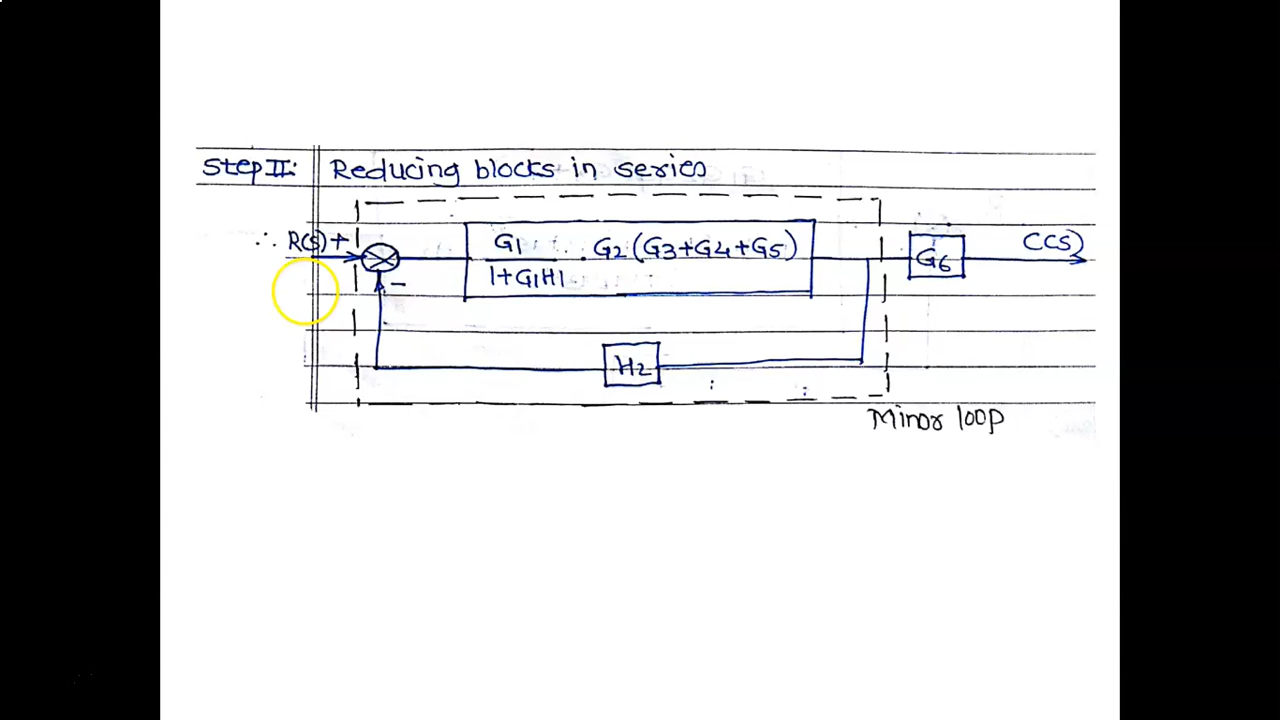 Step II: Reducing blocks in series
∴ R(s) +
G1
1+G1H1
. G2(G3+G4+G5)
G6
C(S)
-
H2
Minor loop